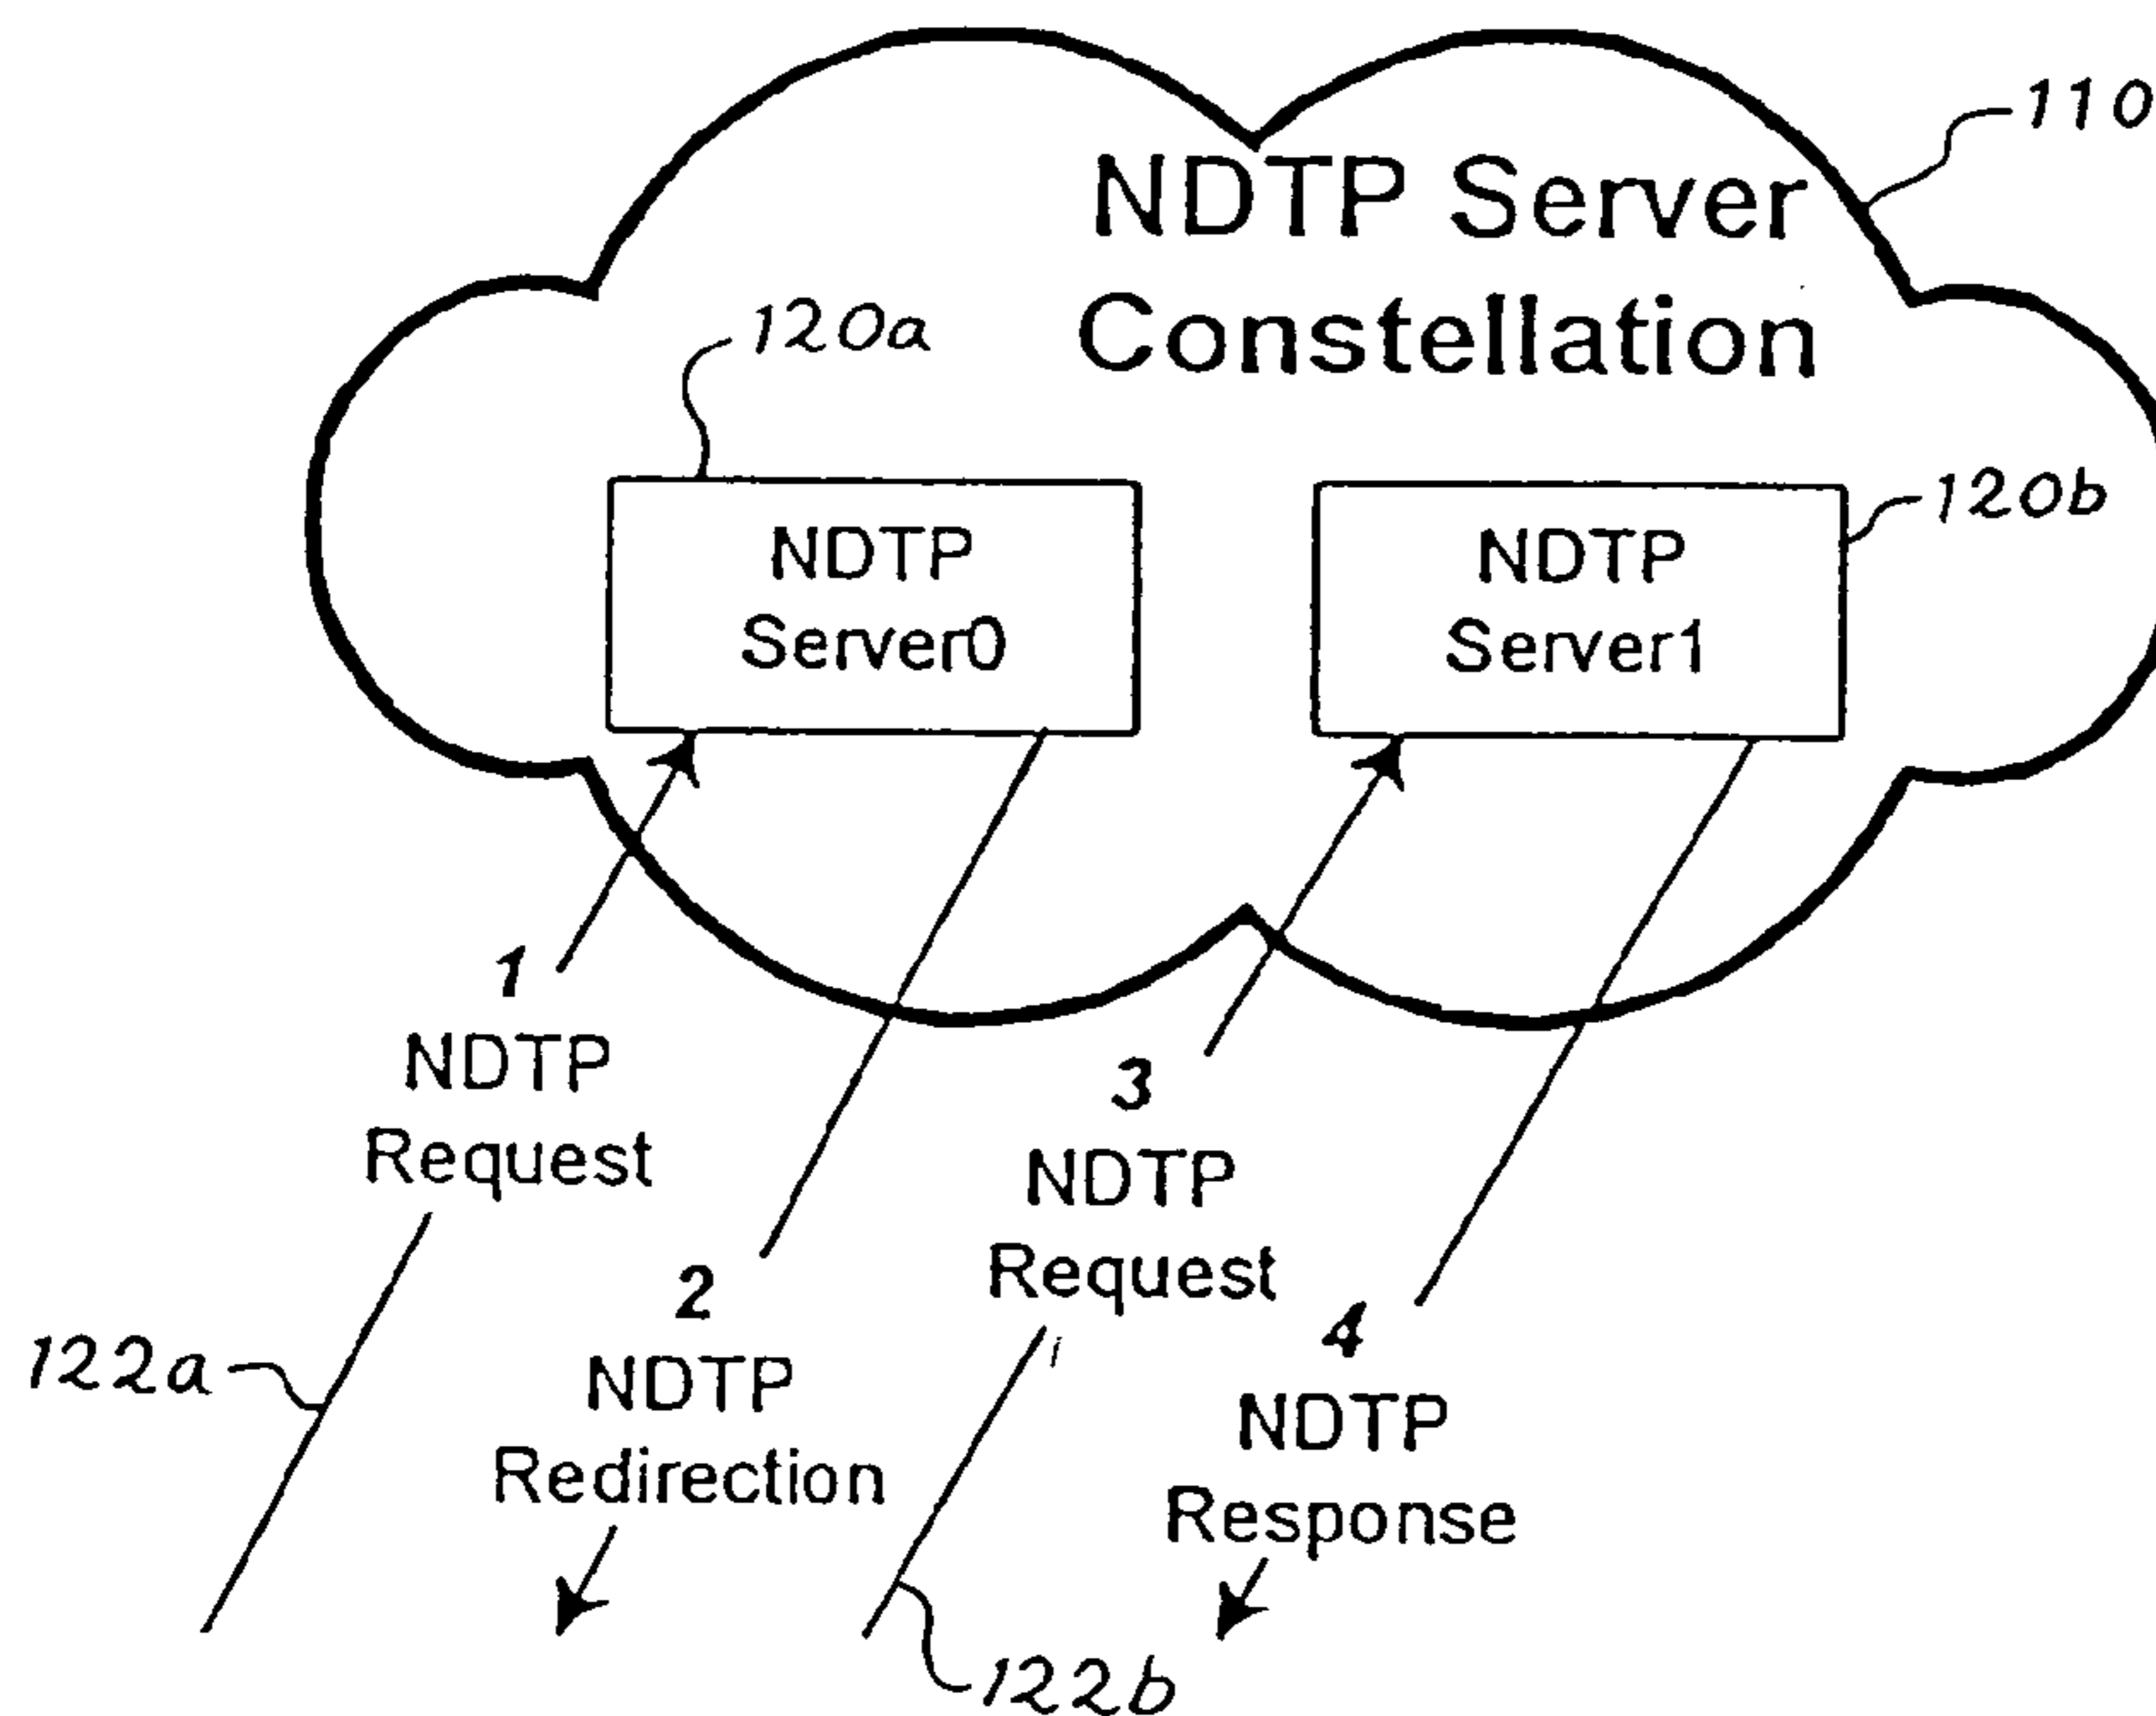 110
NDTP Server
Constellation
120a
120b
NDTP
Server0
NDTP
Server1
1
NDTP
Request
2
NDTP
Redirection
3
NDTP
Request
4
NDTP
Response
122a
122b